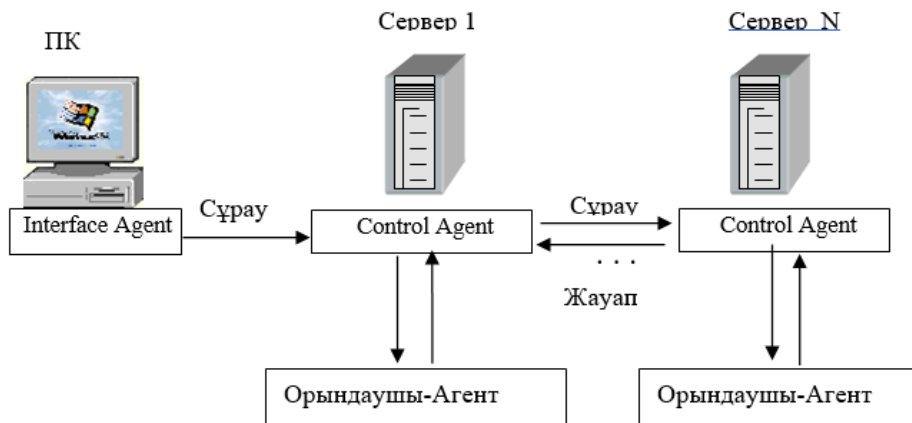 ПК
Сервер 1
Сервер N
Interface Agent
Сұрау
Control Agent
Сұрау
Control Agent
. . .
Жауап
Орындаушы-Агент
Орындаушы-Агент